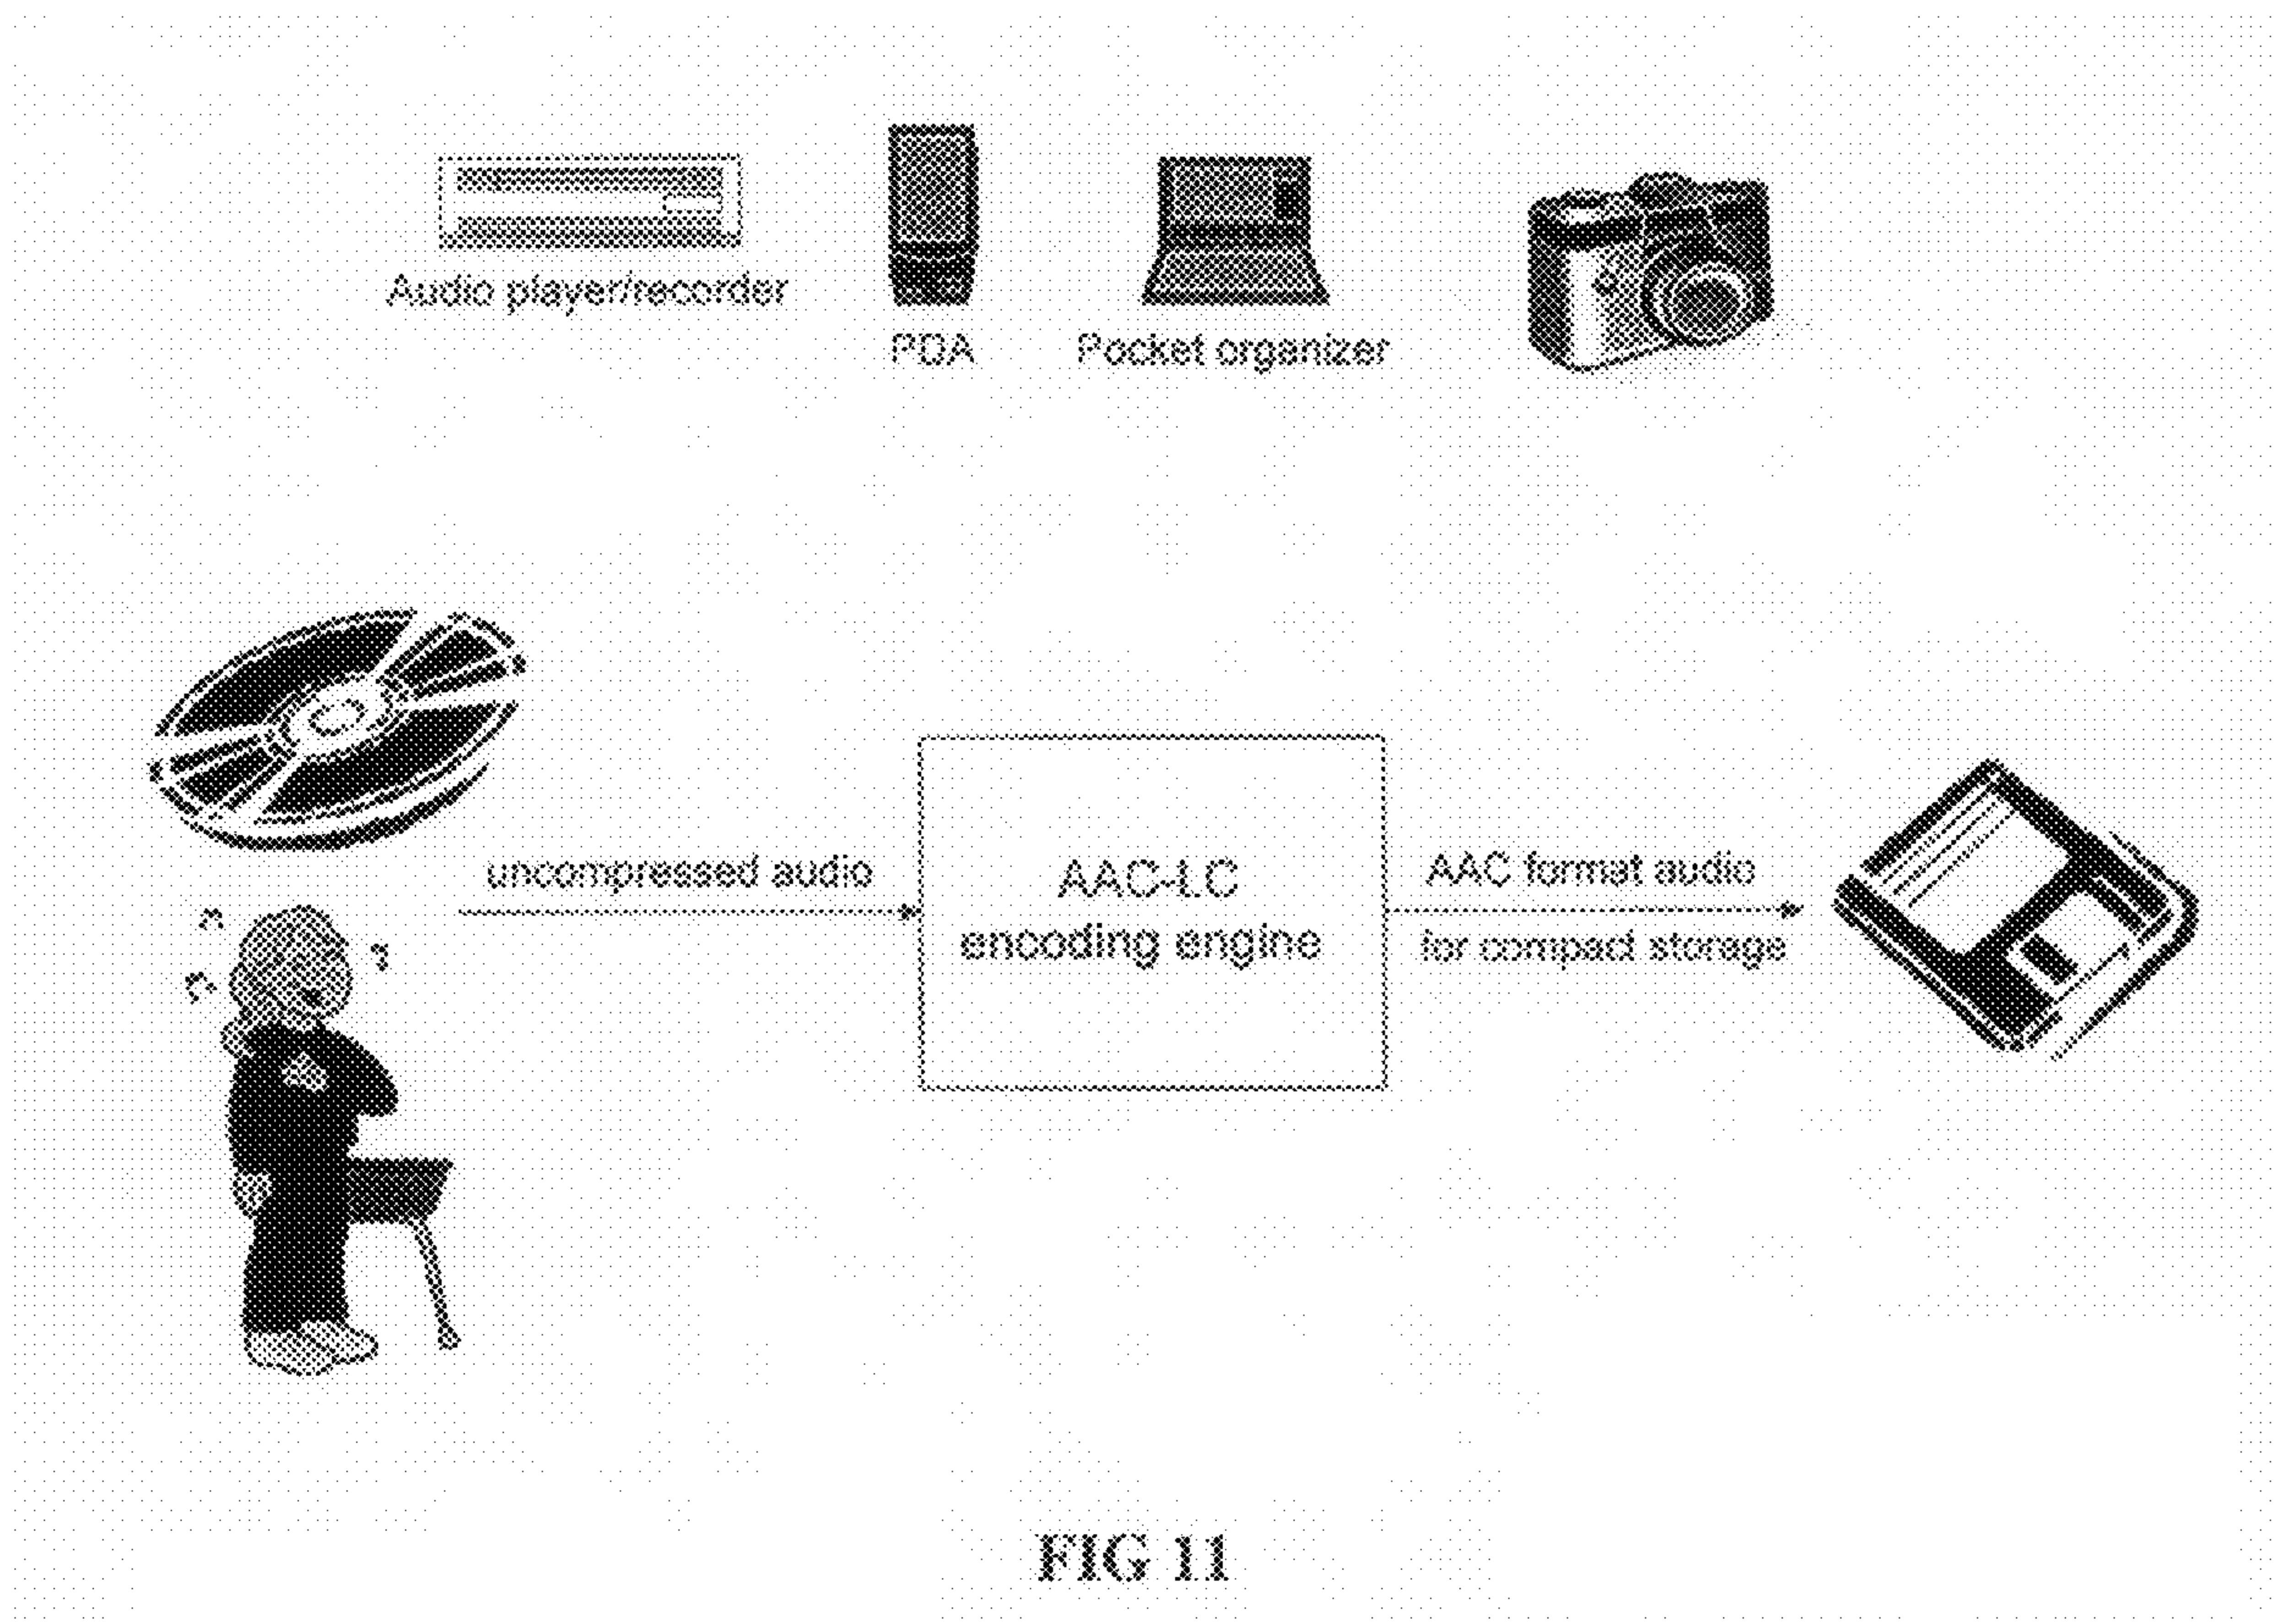 Audio player/recorder
PDA
Pocket organizer
uncompressed audio
AAC-LC
encoding engine
AAC format audio
for compact storage
FIG 11